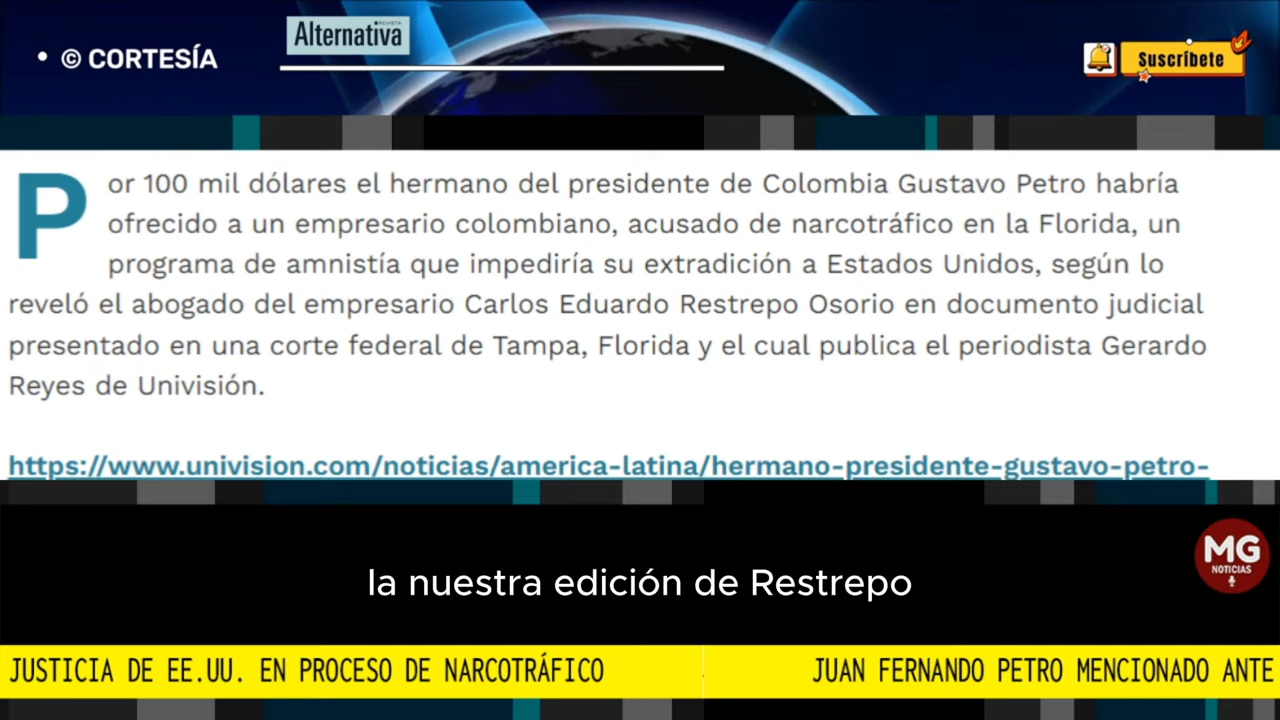 • © CORTESÍA
REVISTA
Alternativa
Suscríbete
Por 100 mil dólares el hermano del presidente de Colombia Gustavo Petro habría
ofrecido a un empresario colombiano, acusado de narcotráfico en la Florida, un
programa de amnistía que impediría su extradición a Estados Unidos, según lo
reveló el abogado del empresario Carlos Eduardo Restrepo Osorio en documento judicial
presentado en una corte federal de Tampa, Florida y el cual publica el periodista Gerardo
Reyes de Univisión.
https://www.univision.com/noticias/america-latina/hermano-presidente-gustavo-petro-
MG
NOTICIAS
la nuestra edición de Restrepo
JUSTICIA DE EE.UU. EN PROCESO DE NARCOTRÁFICO
JUAN FERNANDO PETRO MENCIONADO ANTE